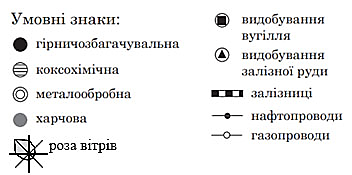 Умовні знаки:
гірничозбагачувальна
коксохімічна
металообробна
харчова
роза вітрів
видобування
вугілля
видобування
залізної руди
залізниці
нафтопроводи
газопроводи